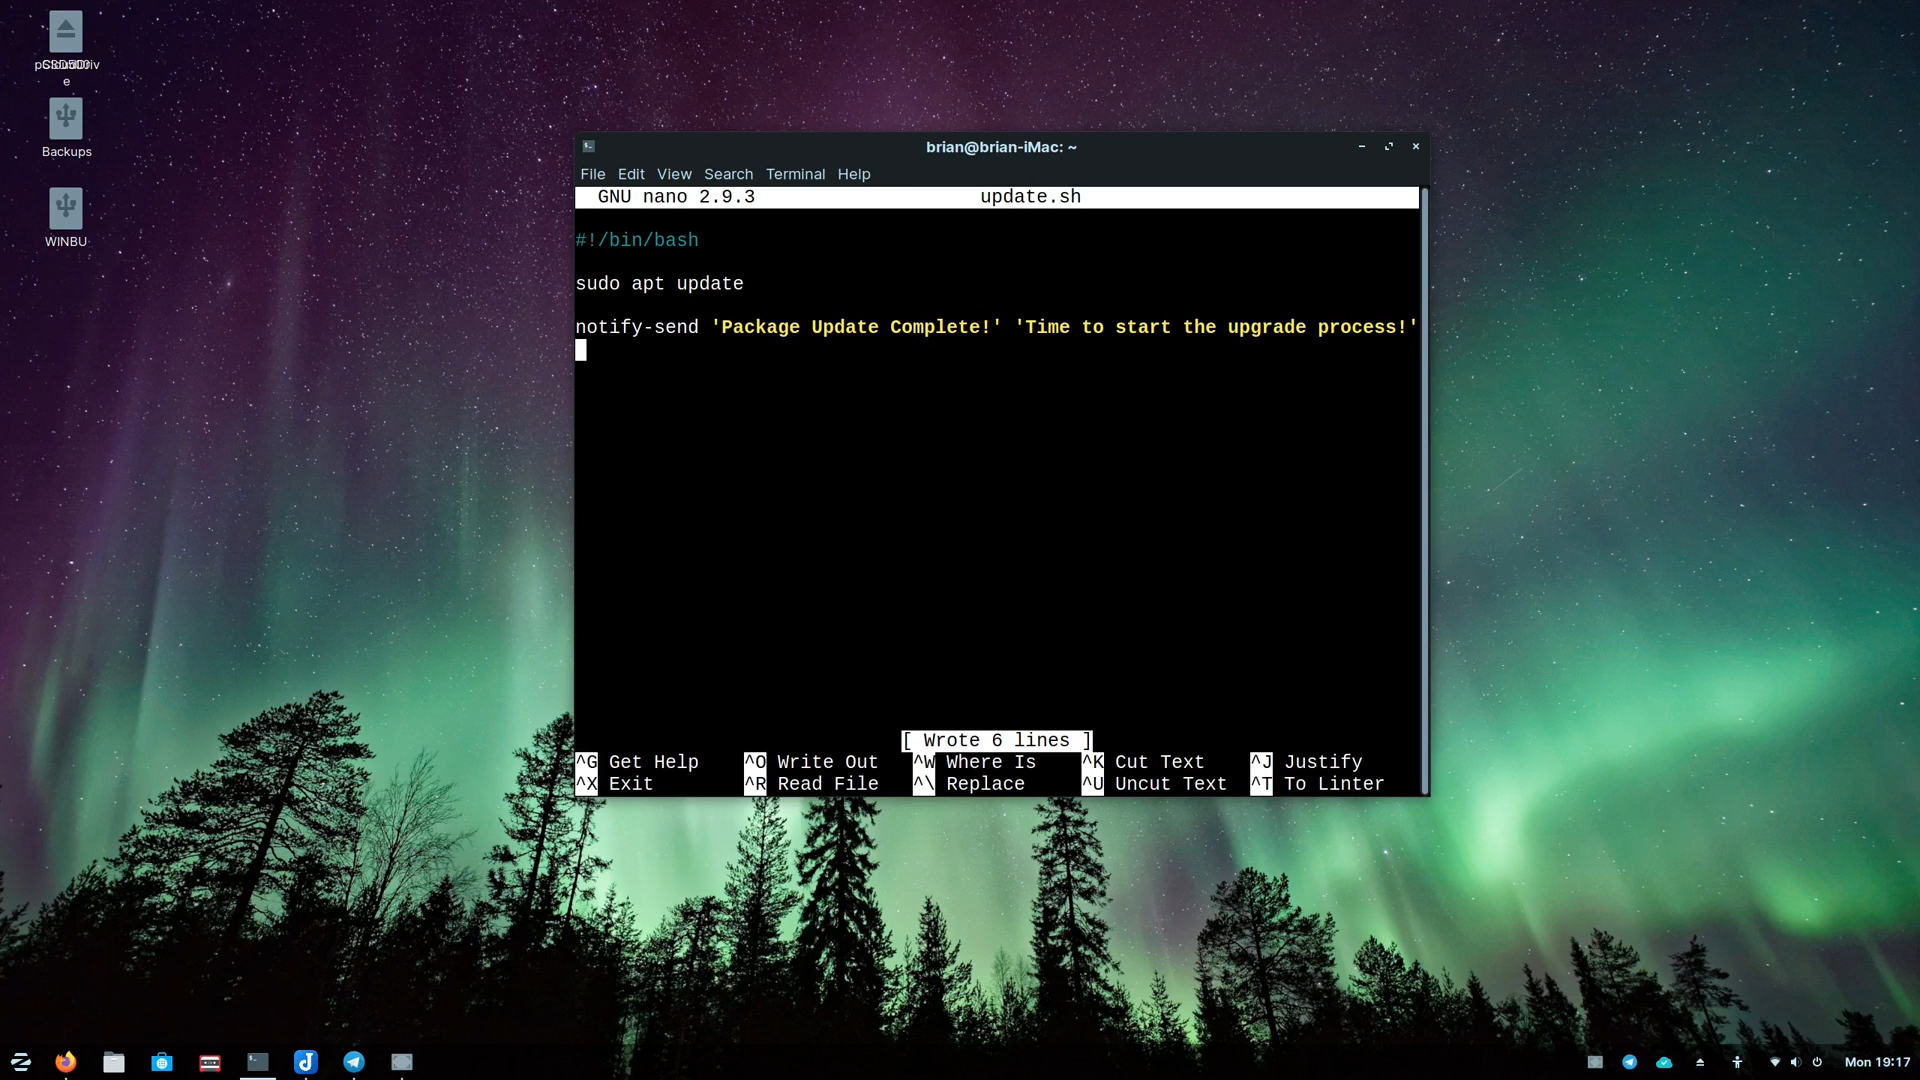 Backups
WINBU
brian@brian-iMac: ~
File Edit View Search Terminal Help
GNU nano 2.9.3 update.sh
#!/bin/bash
sudo apt update
notify-send 'Package Update Complete!' 'Time to start the upgrade process!'
[ Wrote 6 lines ]
^G Get Help ^O Write Out ^W Where Is ^K Cut Text ^J Justify
^X Exit ^R Read File ^\ Replace ^U Uncut Text ^T To Linter
Mon 19:17